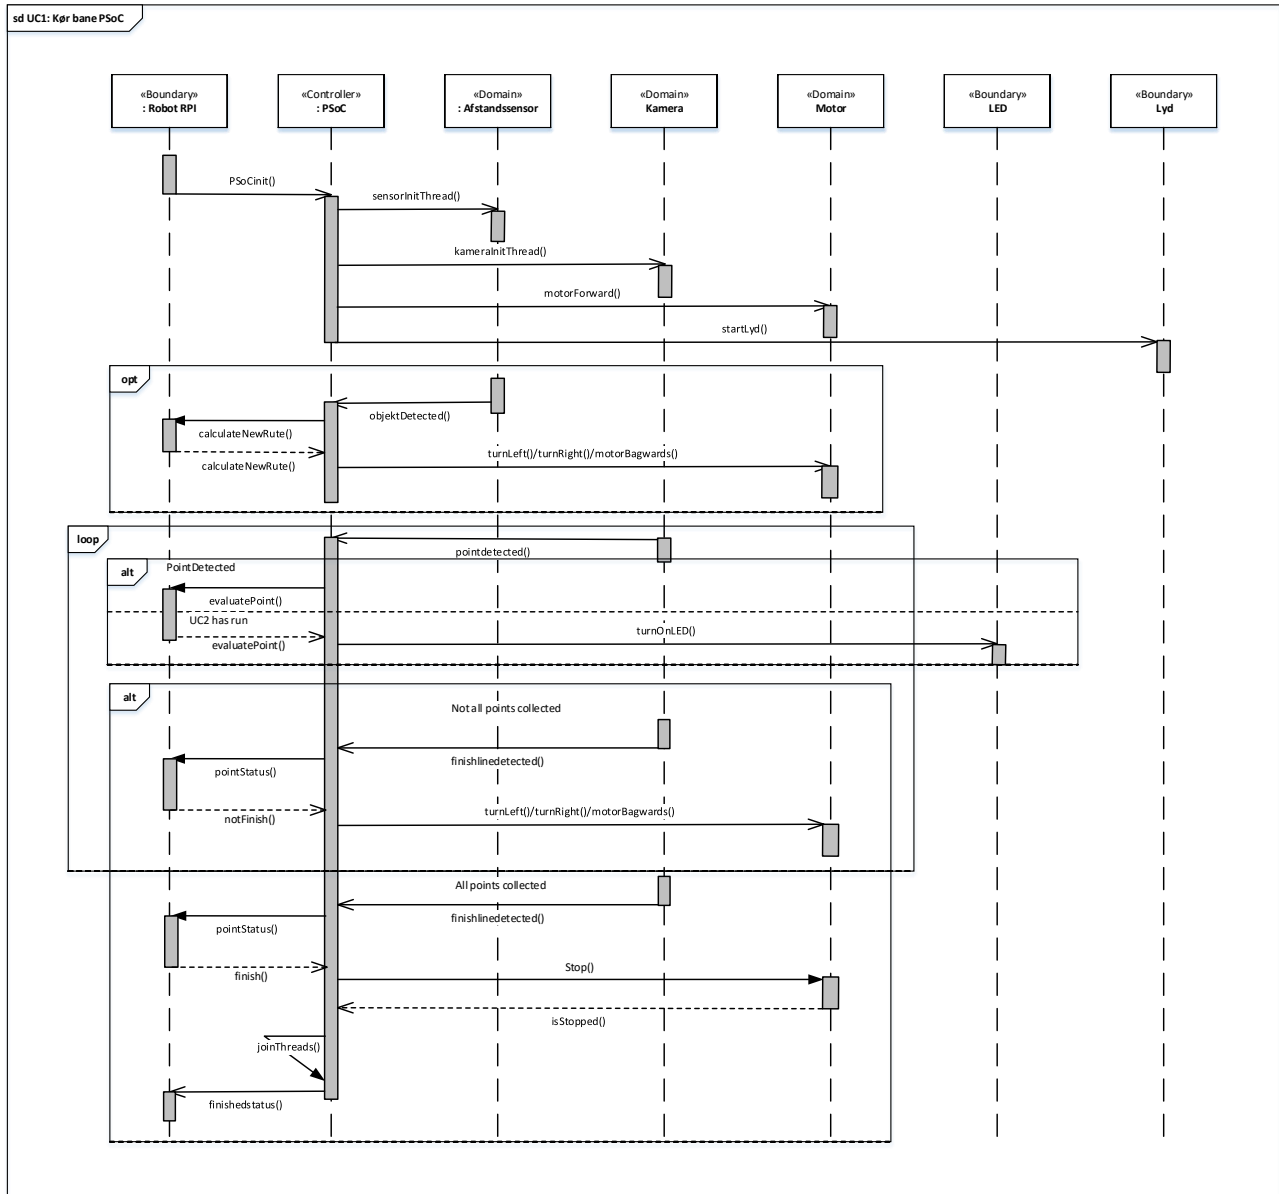 sd UC1: Kør bane PSoC
«Boundary»
: Robot RPI
«Controller»
: PSoC
«Domain»
: Afstandssensor
«Domain»
Kamera
«Domain»
Motor
«Boundary»
LED
«Boundary»
Lyd
PSoCinit()
sensorInitThread()
kameraInitThread()
motorForward()
startLyd()
opt
objektDetected()
calculateNewRute()
turnLeft()/turnRight()/motorBagwards()
calculateNewRute()
loop
pointdetected()
alt
PointDetected
evaluatePoint()
UC2 has run
turnOnLED()
evaluatePoint()
alt
Not all points collected
finishlinedetected()
pointStatus()
turnLeft()/turnRight()/motorBagwards()
notFinish()
All points collected
finishlinedetected()
pointStatus()
Stop()
finish()
isStopped()
joinThreads()
finishedstatus()